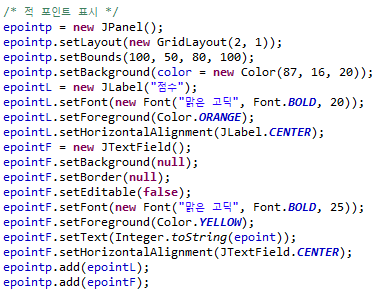 /* 적 포인트 표시 */
epointp = new JPanel();
epointp.setLayout(new GridLayout(2, 1));
epointp.setBounds(100, 50, 80, 100);
epointp.setBackground(color = new Color(87, 16, 20));
epointL = new JLabel("점수");
epointL.setFont(new Font("맑은 고딕", Font.BOLD, 20));
epointL.setForeground(Color.ORANGE);
epointL.setHorizontalAlignment(JLabel.CENTER);
epointF = new JTextField();
epointF.setBackground(null);
epointF.setBorder(null);
epointF.setEditable(false);
epointF.setFont(new Font("맑은 고딕", Font.BOLD, 25));
epointF.setForeground(Color.YELLOW);
epointF.setText(Integer.toString(epoint));
epointF.setHorizontalAlignment(JTextField.CENTER);
epointp.add(epointL);
epointp.add(epointF);